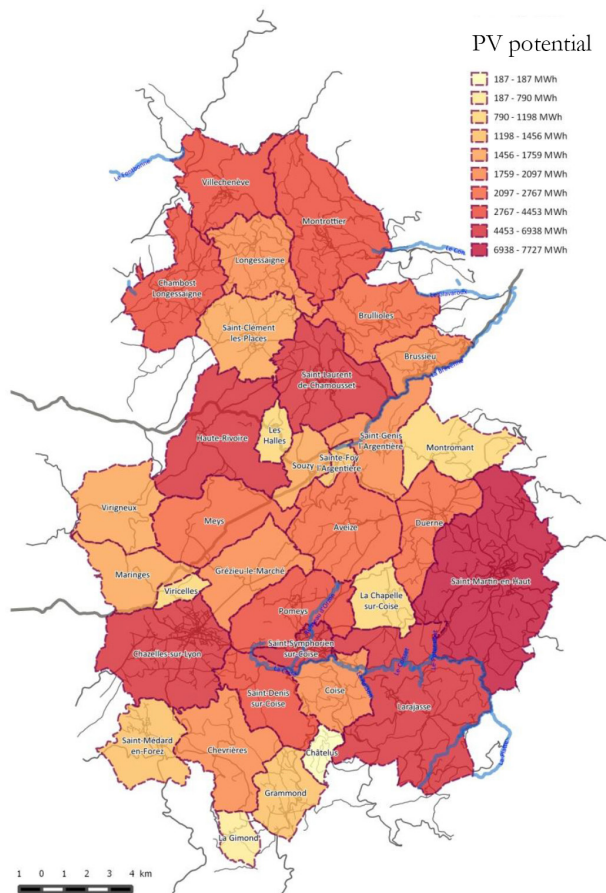 PV potential
187 - 187 MWh
187 - 790 MWh
790 - 1198 MWh
1198 - 1456 MWh
1456 - 1759 MWh
1759 - 2097 MWh
2097 - 2767 MWh
2767 - 4453 MWh
4453 - 6938 MWh
6938 - 7727 MWh
Villechenève
Montrottier
Longessaigne
Chambost
Longessaigne
Brullioles
Saint-Clément
les-Places
Brussieu
Saint-Laurent
de-Chamousset
Haute-Rivoire
Les
Halles
Saint-Genis
l'Argentière
Montromant
Souzy
Sainte-Foy
l'Argentière
Virigneux
Meys
Aveize
Duerne
Maringes
Grézieu-le-Marché
Viricelles
La Chapelle
sur-Coise
Saint-Martin-en-Haut
Pomeys
Chazelles-sur-Lyon
Saint-Symphorien
sur-Coise
Saint-Denis
sur-Coise
Coise
Larajasse
Saint-Médard
en-Forez
Chevrières
Châtelus
Grammond
La Gimond
1 0 1 2 3 4 km